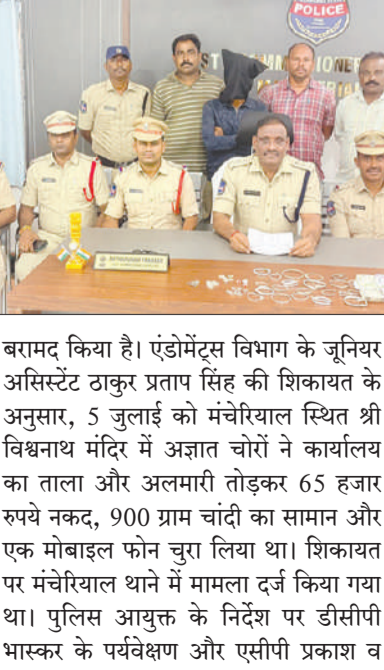 POLICE
बरामद किया है। एंडोमेंट्स विभाग के जूनियर
असिस्टेंट ठाकुर प्रताप सिंह की शिकायत के
अनुसार, 5 जुलाई को मंचेरियाल स्थित श्री
विश्वनाथ मंदिर में अज्ञात चोरों ने कार्यालय
का ताला और अलमारी तोड़कर 65 हजार
रुपये नकद, 900 ग्राम चांदी का सामान और
एक मोबाइल फोन चुरा लिया था। शिकायत
पर मंचेरियाल थाने में मामला दर्ज किया गया
था। पुलिस आयुक्त के निर्देश पर डीसीपी
भास्कर के पर्यवेक्षण और एसीपी प्रकाश व